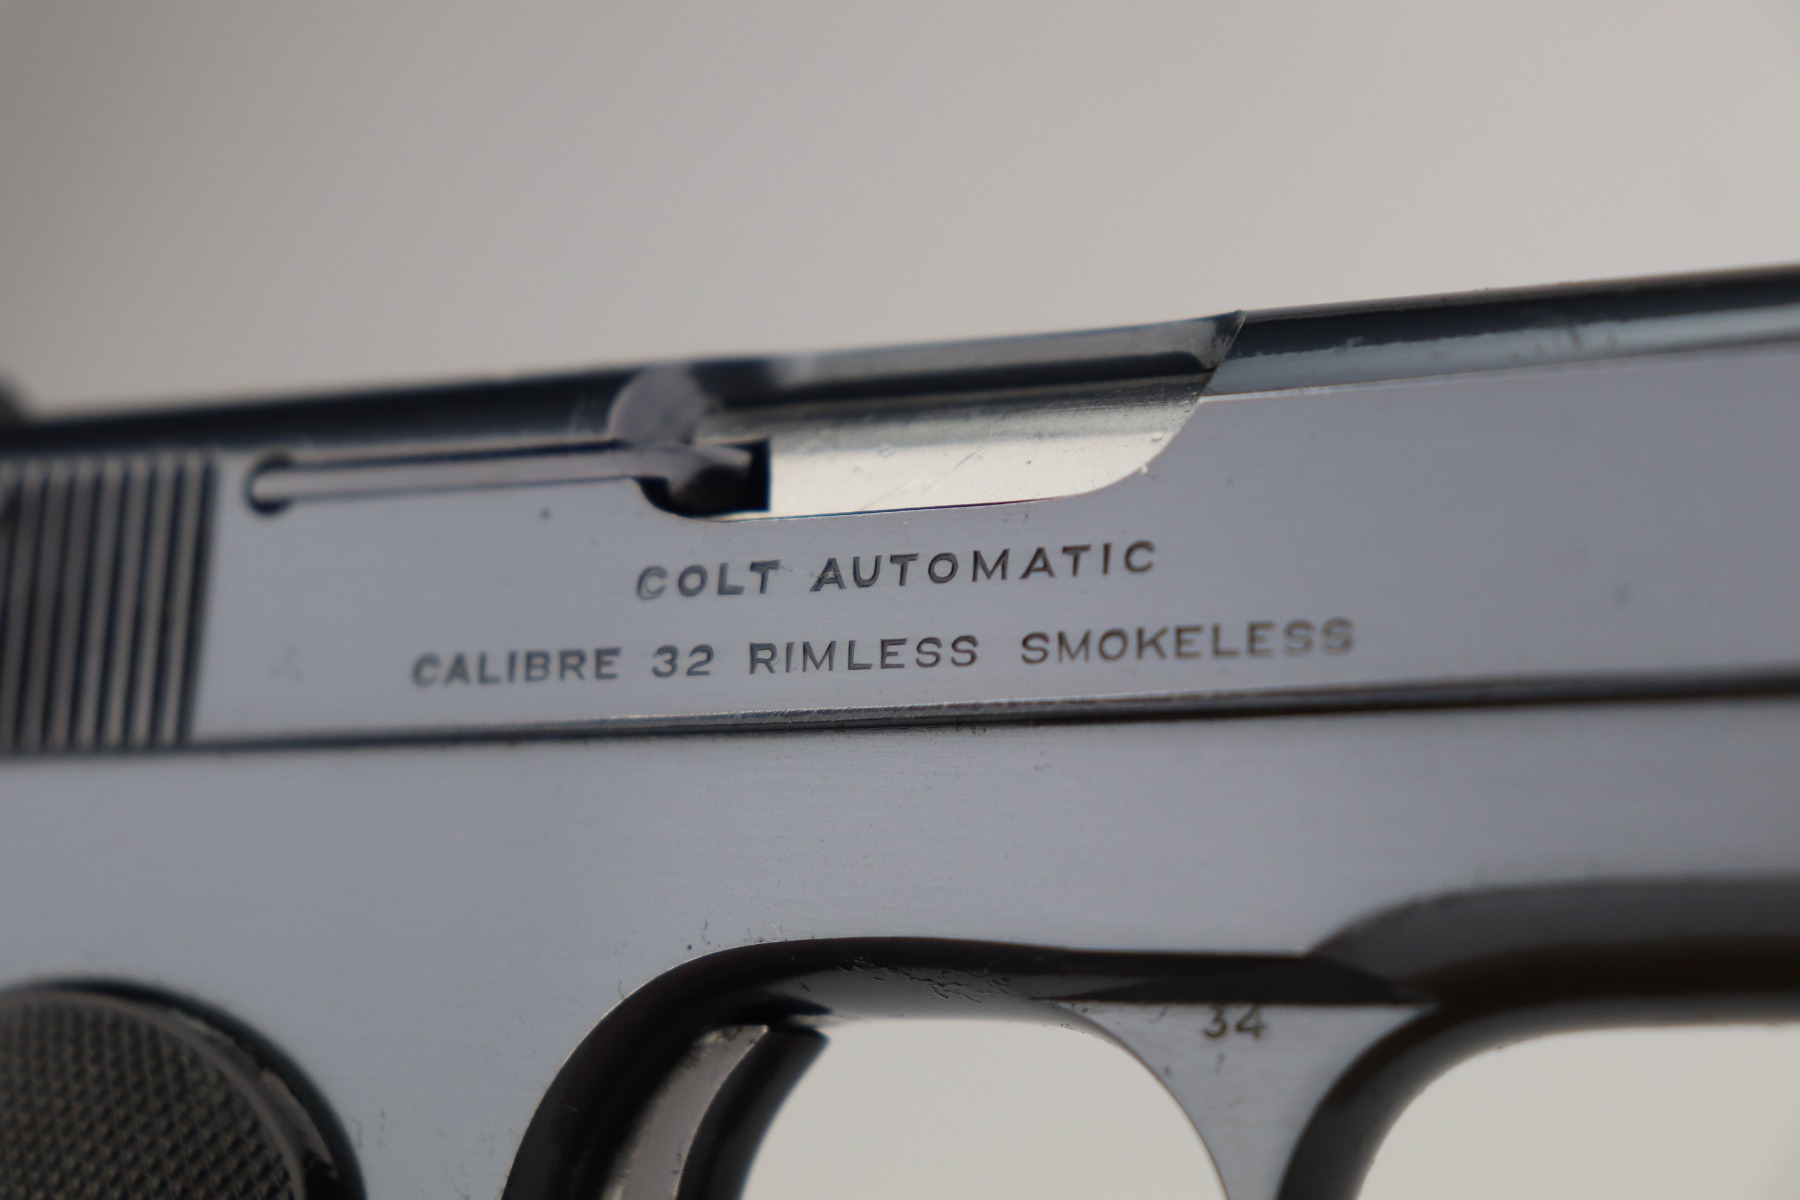 COLT AUTOMATIC
CALIBRE 32 RIMLESS SMOKELESS
34